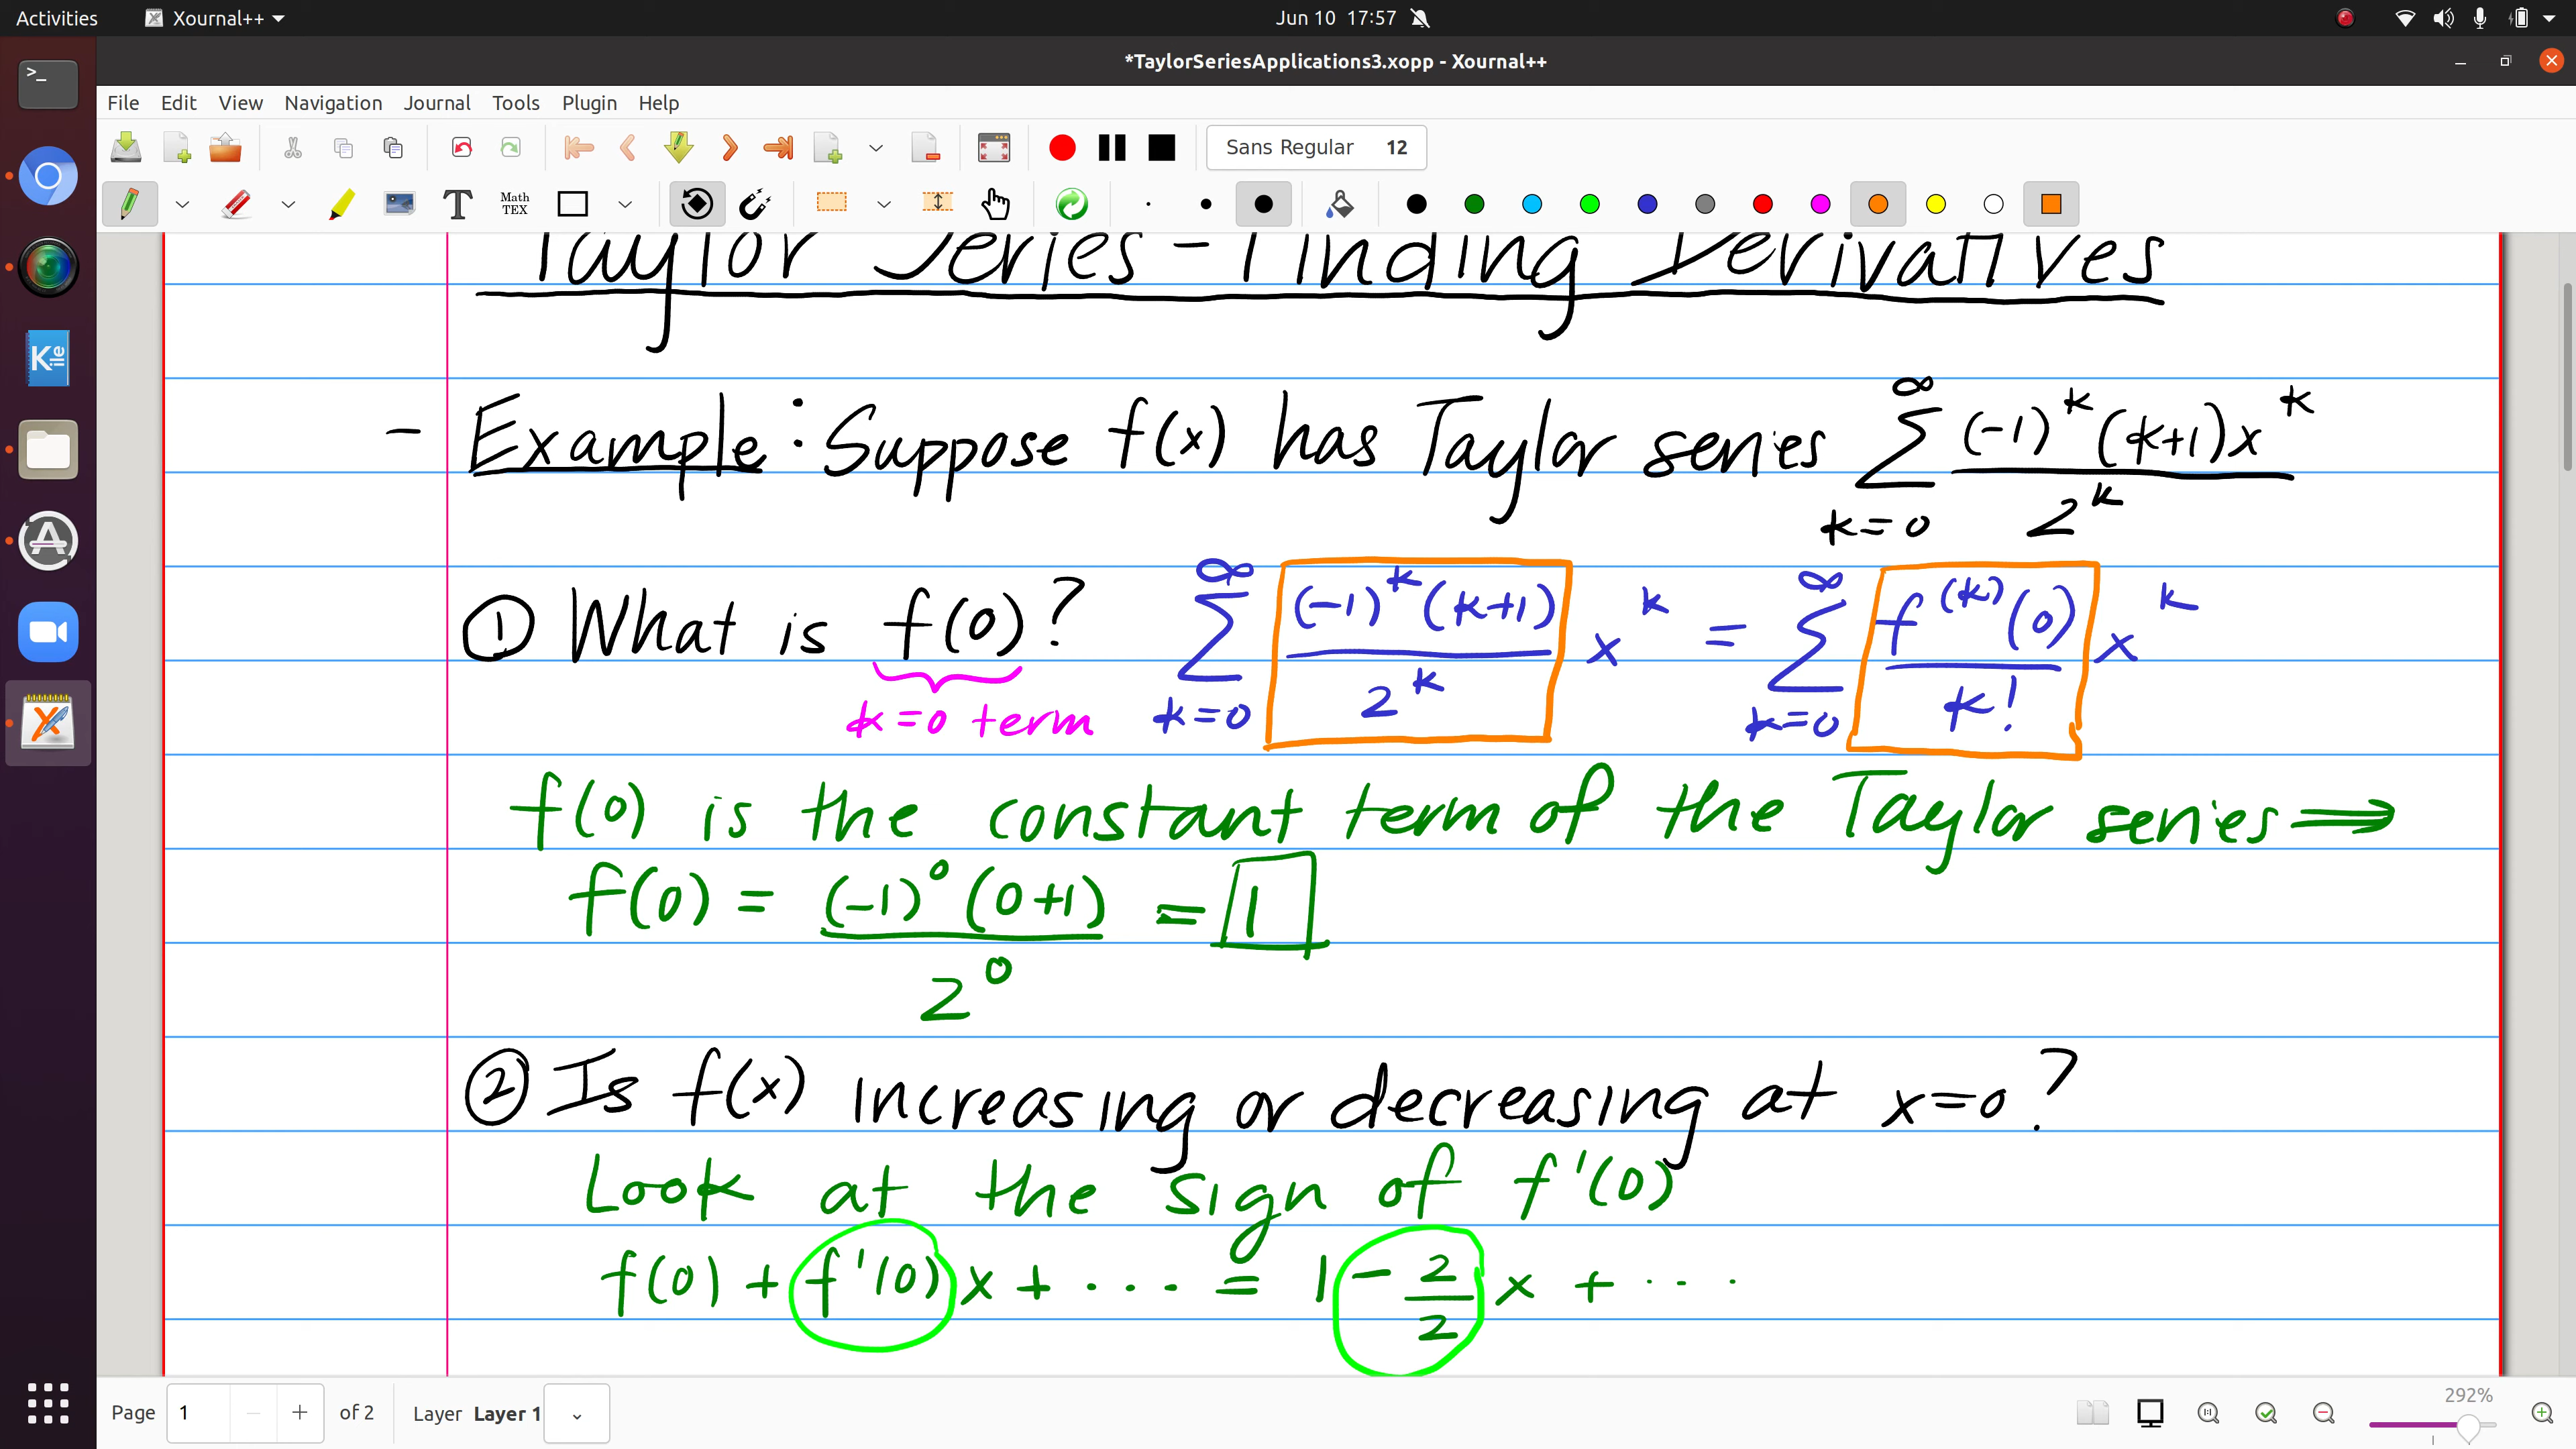 Activities Xournal++ Jun 10 17:57
*TaylorSeriesApplications3.xopp - Xournal++
File Edit View Navigation Journal Tools Plugin Help
Sans Regular 12
Math TEX
Taylor Series - Finding Derivatives
- Example: Suppose f(x) has Taylor series ∑_{k=0}^{∞} (-1)^k (k+1)x^k / 2^k
① What is f(0)? ∑_{k=0}^{∞} (-1)^k (k+1) / 2^k x^k = ∑_{k=0}^{∞} f^{(k)}(0) / k! x^k
k=0 term
f(0) is the constant term of the Taylor series ⟹
f(0) = (-1)^0 (0+1) / 2^0 = 1
② Is f(x) increasing or decreasing at x=0?
Look at the sign of f'(0)
f(0) + f'(0) x + ··· = 1 - 2/2 x + ···
Page 1 of 2 Layer Layer 1 292%